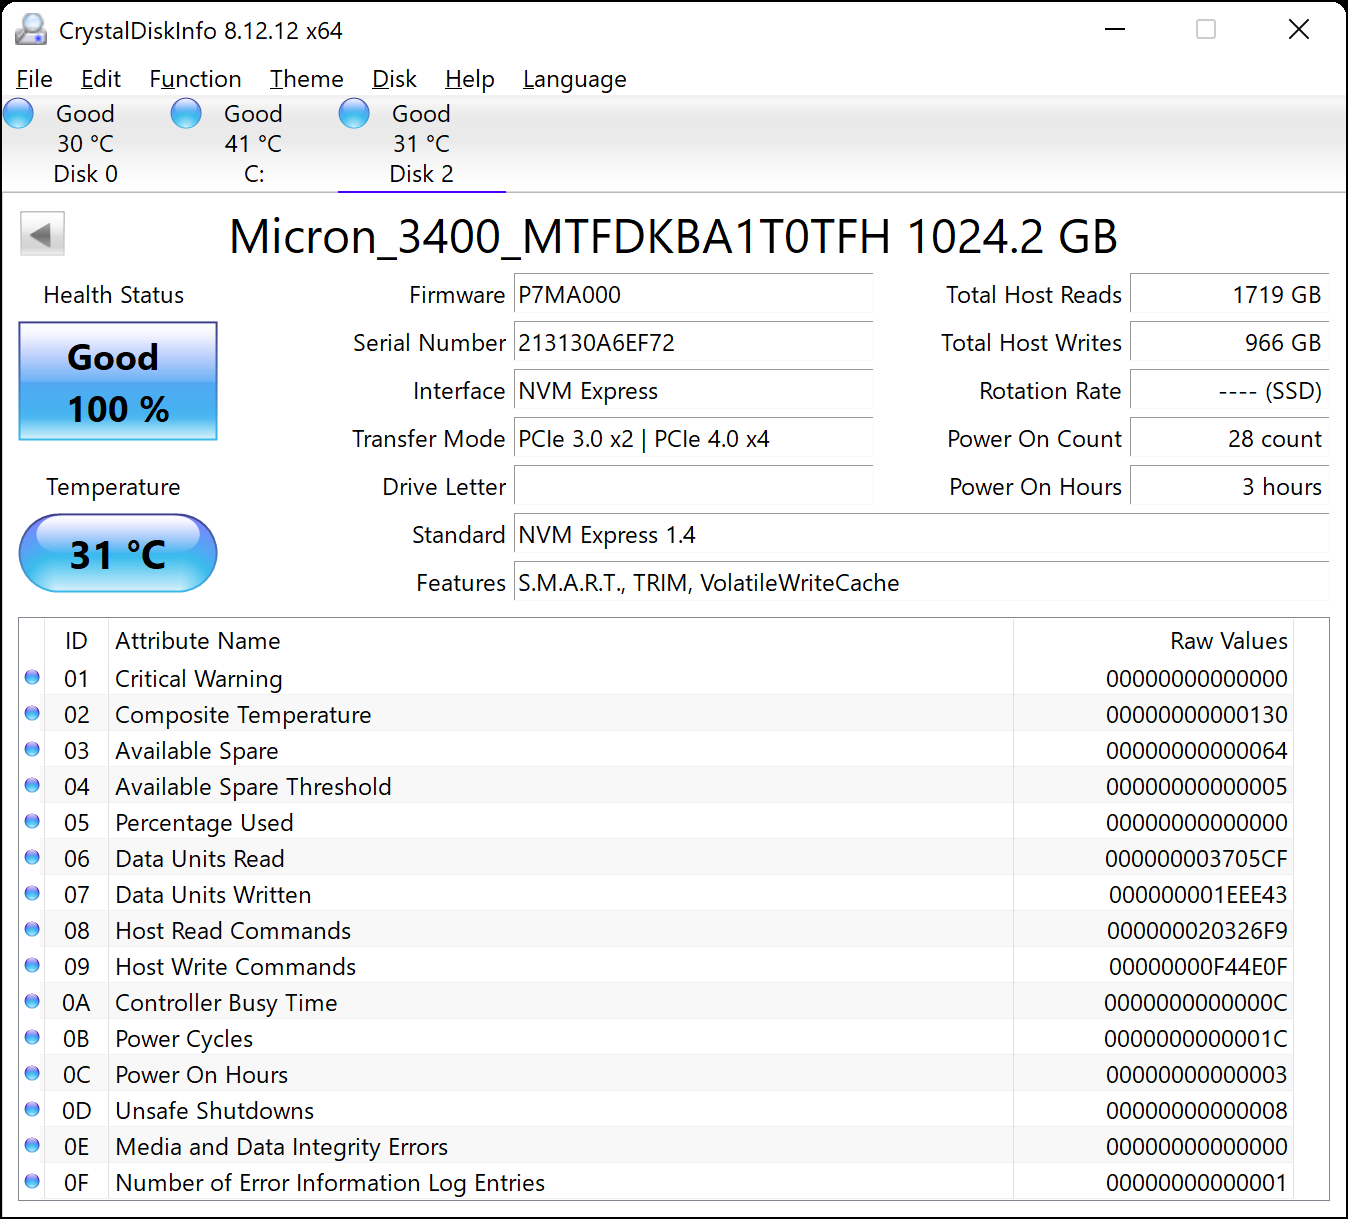 CrystalDiskInfo 8.12.12 x64
File Edit Function Theme Disk Help Language
Good Good Good
30 °C 41 °C 31 °C
Disk 0 C: Disk 2
Micron_3400_MTFDKBA1T0TFH 1024.2 GB
Health Status
Good
100 %
Temperature
31 °C
Firmware P7MA000
Serial Number 213130A6EF72
Interface NVM Express
Transfer Mode PCIe 3.0 x2 | PCIe 4.0 x4
Drive Letter
Total Host Reads 1719 GB
Total Host Writes 966 GB
Rotation Rate ---- (SSD)
Power On Count 28 count
Power On Hours 3 hours
Standard NVM Express 1.4
Features S.M.A.R.T., TRIM, VolatileWriteCache
ID Attribute Name Raw Values
01 Critical Warning 00000000000000
02 Composite Temperature 00000000000130
03 Available Spare 00000000000064
04 Available Spare Threshold 00000000000005
05 Percentage Used 00000000000000
06 Data Units Read 000000003705CF
07 Data Units Written 000000001EEE43
08 Host Read Commands 000000020326F9
09 Host Write Commands 00000000F44E0F
0A Controller Busy Time 0000000000000C
0B Power Cycles 0000000000001C
0C Power On Hours 00000000000003
0D Unsafe Shutdowns 00000000000008
0E Media and Data Integrity Errors 00000000000000
0F Number of Error Information Log Entries 00000000000001